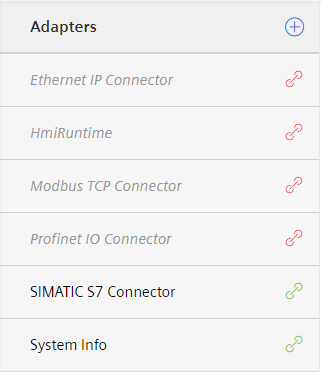 Adapters
Ethernet IP Connector
HmiRuntime
Modbus TCP Connector
Profinet IO Connector
SIMATIC S7 Connector
System Info